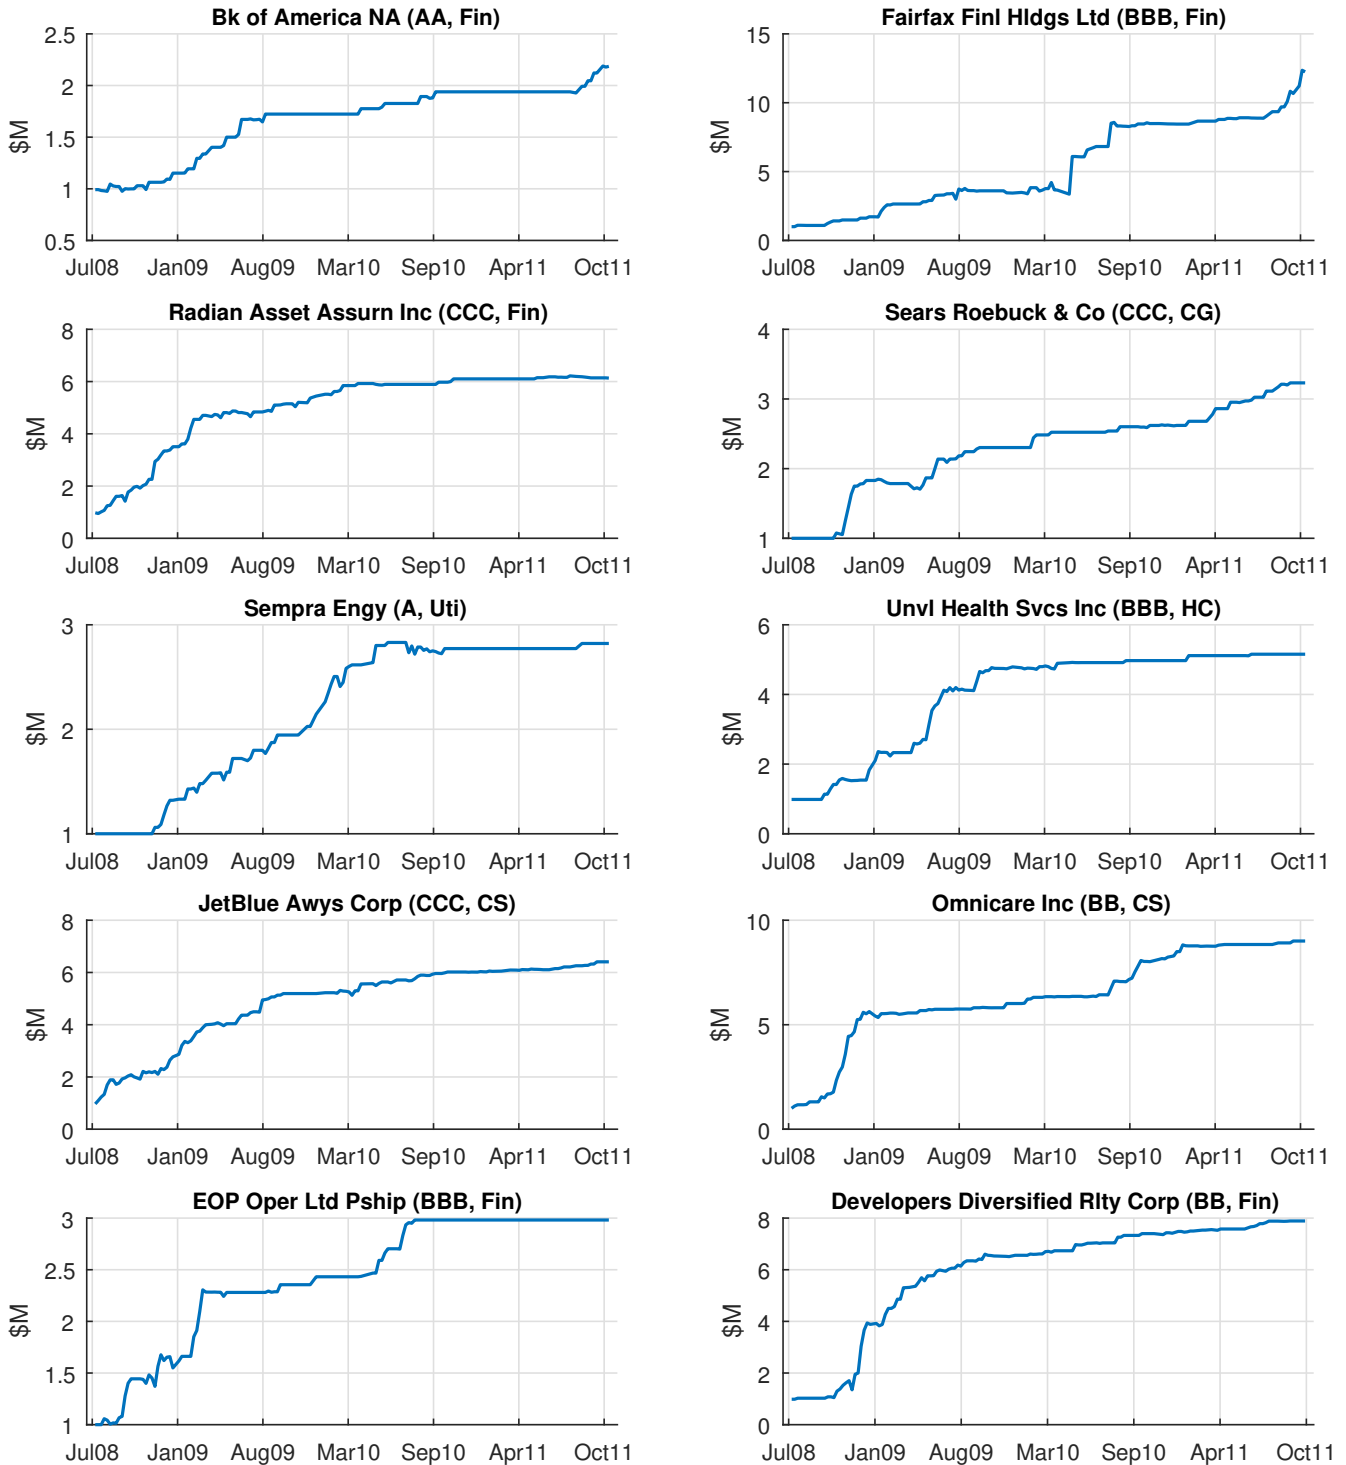 Bk of America NA (AA, Fin)
$M
2.5
2
1.5
1
0.5
Jul08 Jan09 Aug09 Mar10 Sep10 Apr11 Oct11
Fairfax Finl Hldgs Ltd (BBB, Fin)
$M
15
10
5
0
Jul08 Jan09 Aug09 Mar10 Sep10 Apr11 Oct11
Radian Asset Assurn Inc (CCC, Fin)
$M
8
6
4
2
0
Jul08 Jan09 Aug09 Mar10 Sep10 Apr11 Oct11
Sears Roebuck & Co (CCC, CG)
$M
4
3
2
1
Jul08 Jan09 Aug09 Mar10 Sep10 Apr11 Oct11
Sempra Engy (A, Uti)
$M
3
2
1
Jul08 Jan09 Aug09 Mar10 Sep10 Apr11 Oct11
Unvl Health Svcs Inc (BBB, HC)
$M
6
4
2
0
Jul08 Jan09 Aug09 Mar10 Sep10 Apr11 Oct11
JetBlue Awys Corp (CCC, CS)
$M
8
6
4
2
0
Jul08 Jan09 Aug09 Mar10 Sep10 Apr11 Oct11
Omnicare Inc (BB, CS)
$M
10
5
0
Jul08 Jan09 Aug09 Mar10 Sep10 Apr11 Oct11
EOP Oper Ltd Pship (BBB, Fin)
$M
3
2.5
2
1.5
1
Jul08 Jan09 Aug09 Mar10 Sep10 Apr11 Oct11
Developers Diversified Rlty Corp (BB, Fin)
$M
8
6
4
2
0
Jul08 Jan09 Aug09 Mar10 Sep10 Apr11 Oct11